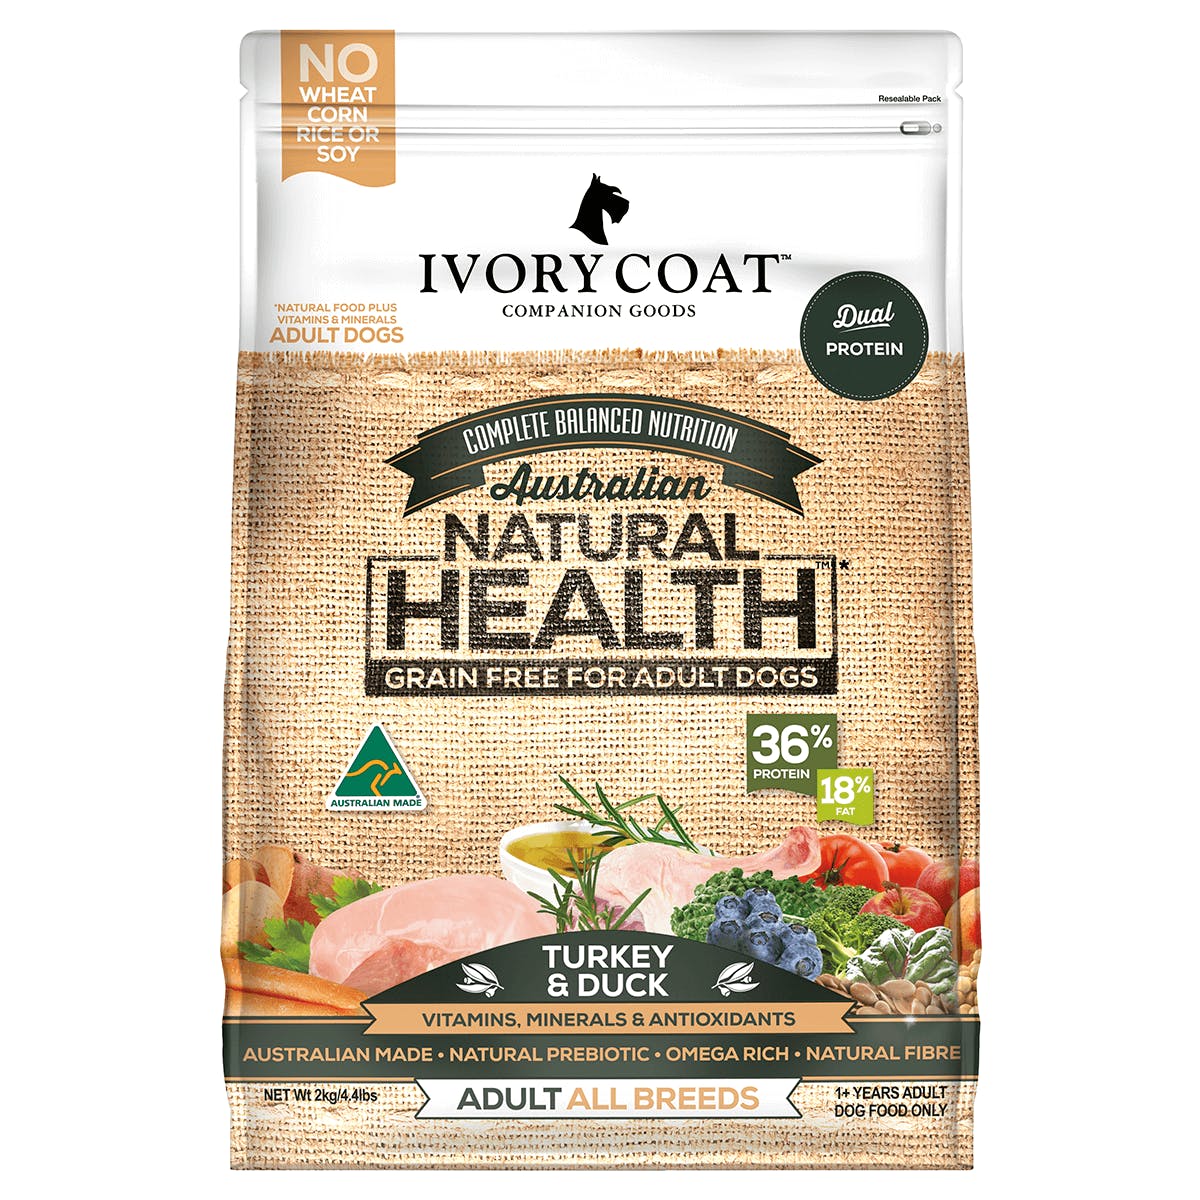 NO
WHEAT
CORN
RICE OR
SOY
Resealable Pack
IVORY COAT™
COMPANION GOODS
*NATURAL FOOD PLUS
VITAMINS & MINERALS
ADULT DOGS
Dual
PROTEIN
COMPLETE BALANCED NUTRITION
Australian
NATURAL
HEALTH™*
GRAIN FREE FOR ADULT DOGS
AUSTRALIAN MADE
36%
PROTEIN
18%
FAT
TURKEY
& DUCK
VITAMINS, MINERALS & ANTIOXIDANTS
AUSTRALIAN MADE • NATURAL PREBIOTIC • OMEGA RICH • NATURAL FIBRE
NET Wt 2kg/4.4lbs
ADULT ALL BREEDS
1+ YEARS ADULT
DOG FOOD ONLY